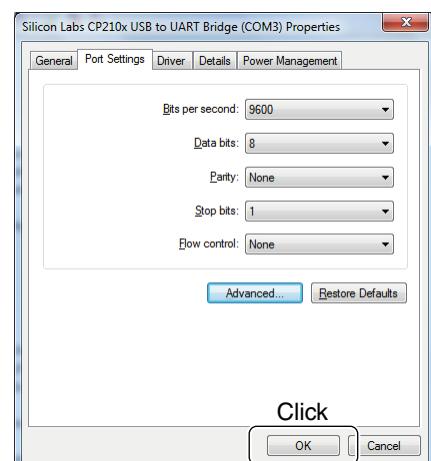 Silicon Labs CP210x USB to UART Bridge (COM3) Properties
General Port Settings Driver Details Power Management
Bits per second: 9600
Data bits: 8
Parity: None
Stop bits: 1
Flow control: None
Advanced... Restore Defaults
Click
OK Cancel